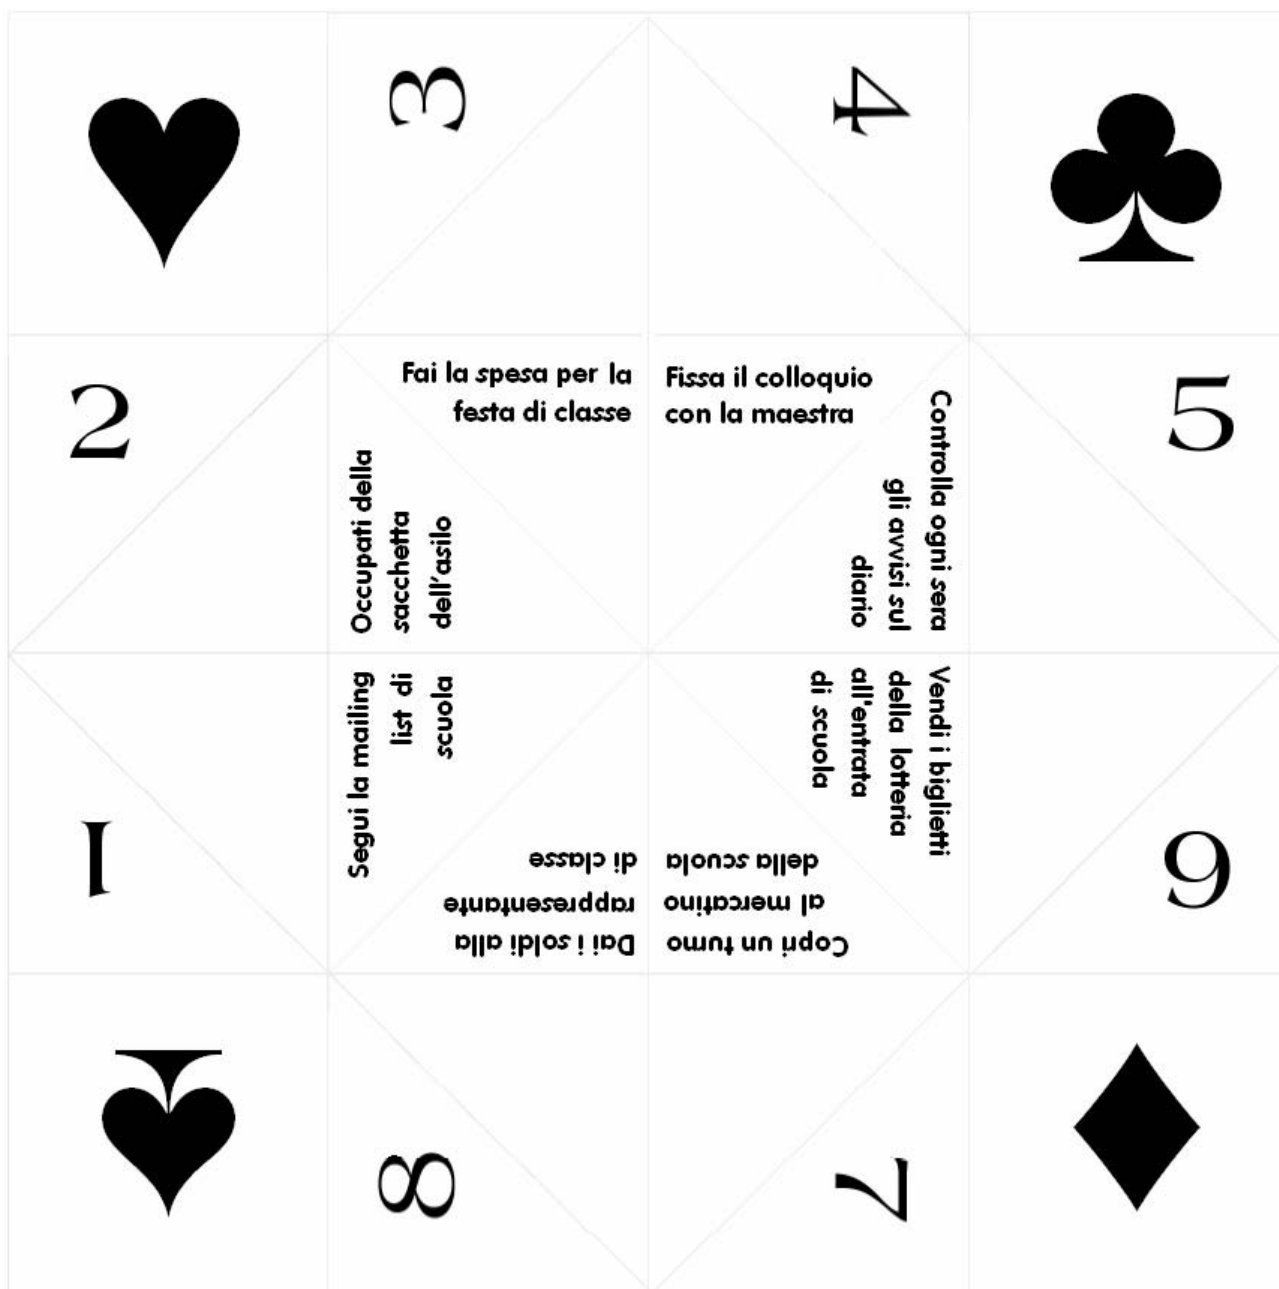 3
4
2
5
Fai la spesa per la
festa di classe
Fissa il colloquio
con la maestra
Occupati della
sacchetta
dell'asilo
Controlla ogni sera
gli avvisi sul
diario
Segui la mailing
list di
scuola
Vendi i biglietti
della lotteria
all'entrata
di scuola
Dai i soldi alla
rappresentante
di classe
Copri un turno
al mercatino
della scuola
1
6
8
7